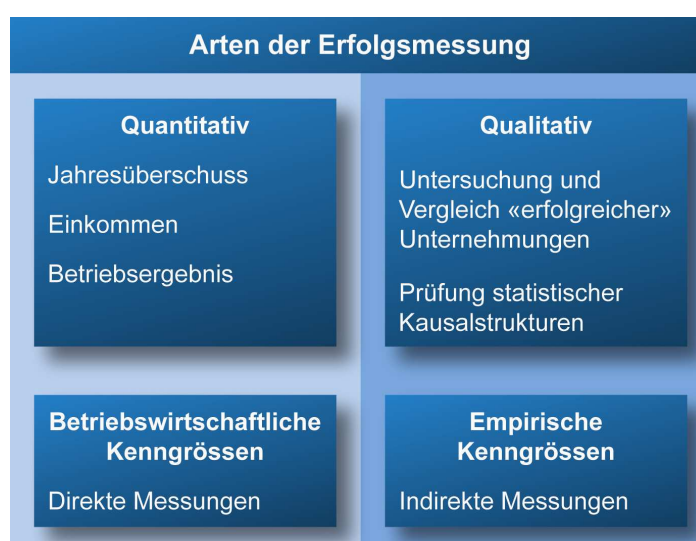 Arten der Erfolgsmessung
Quantitativ
Jahresüberschuss
Einkommen
Betriebsergebnis
Qualitativ
Untersuchung und
Vergleich «erfolgreicher»
Unternehmungen
Prüfung statistischer
Kausalstrukturen
Betriebswirtschaftliche
Kenngrössen
Direkte Messungen
Empirische
Kenngrössen
Indirekte Messungen